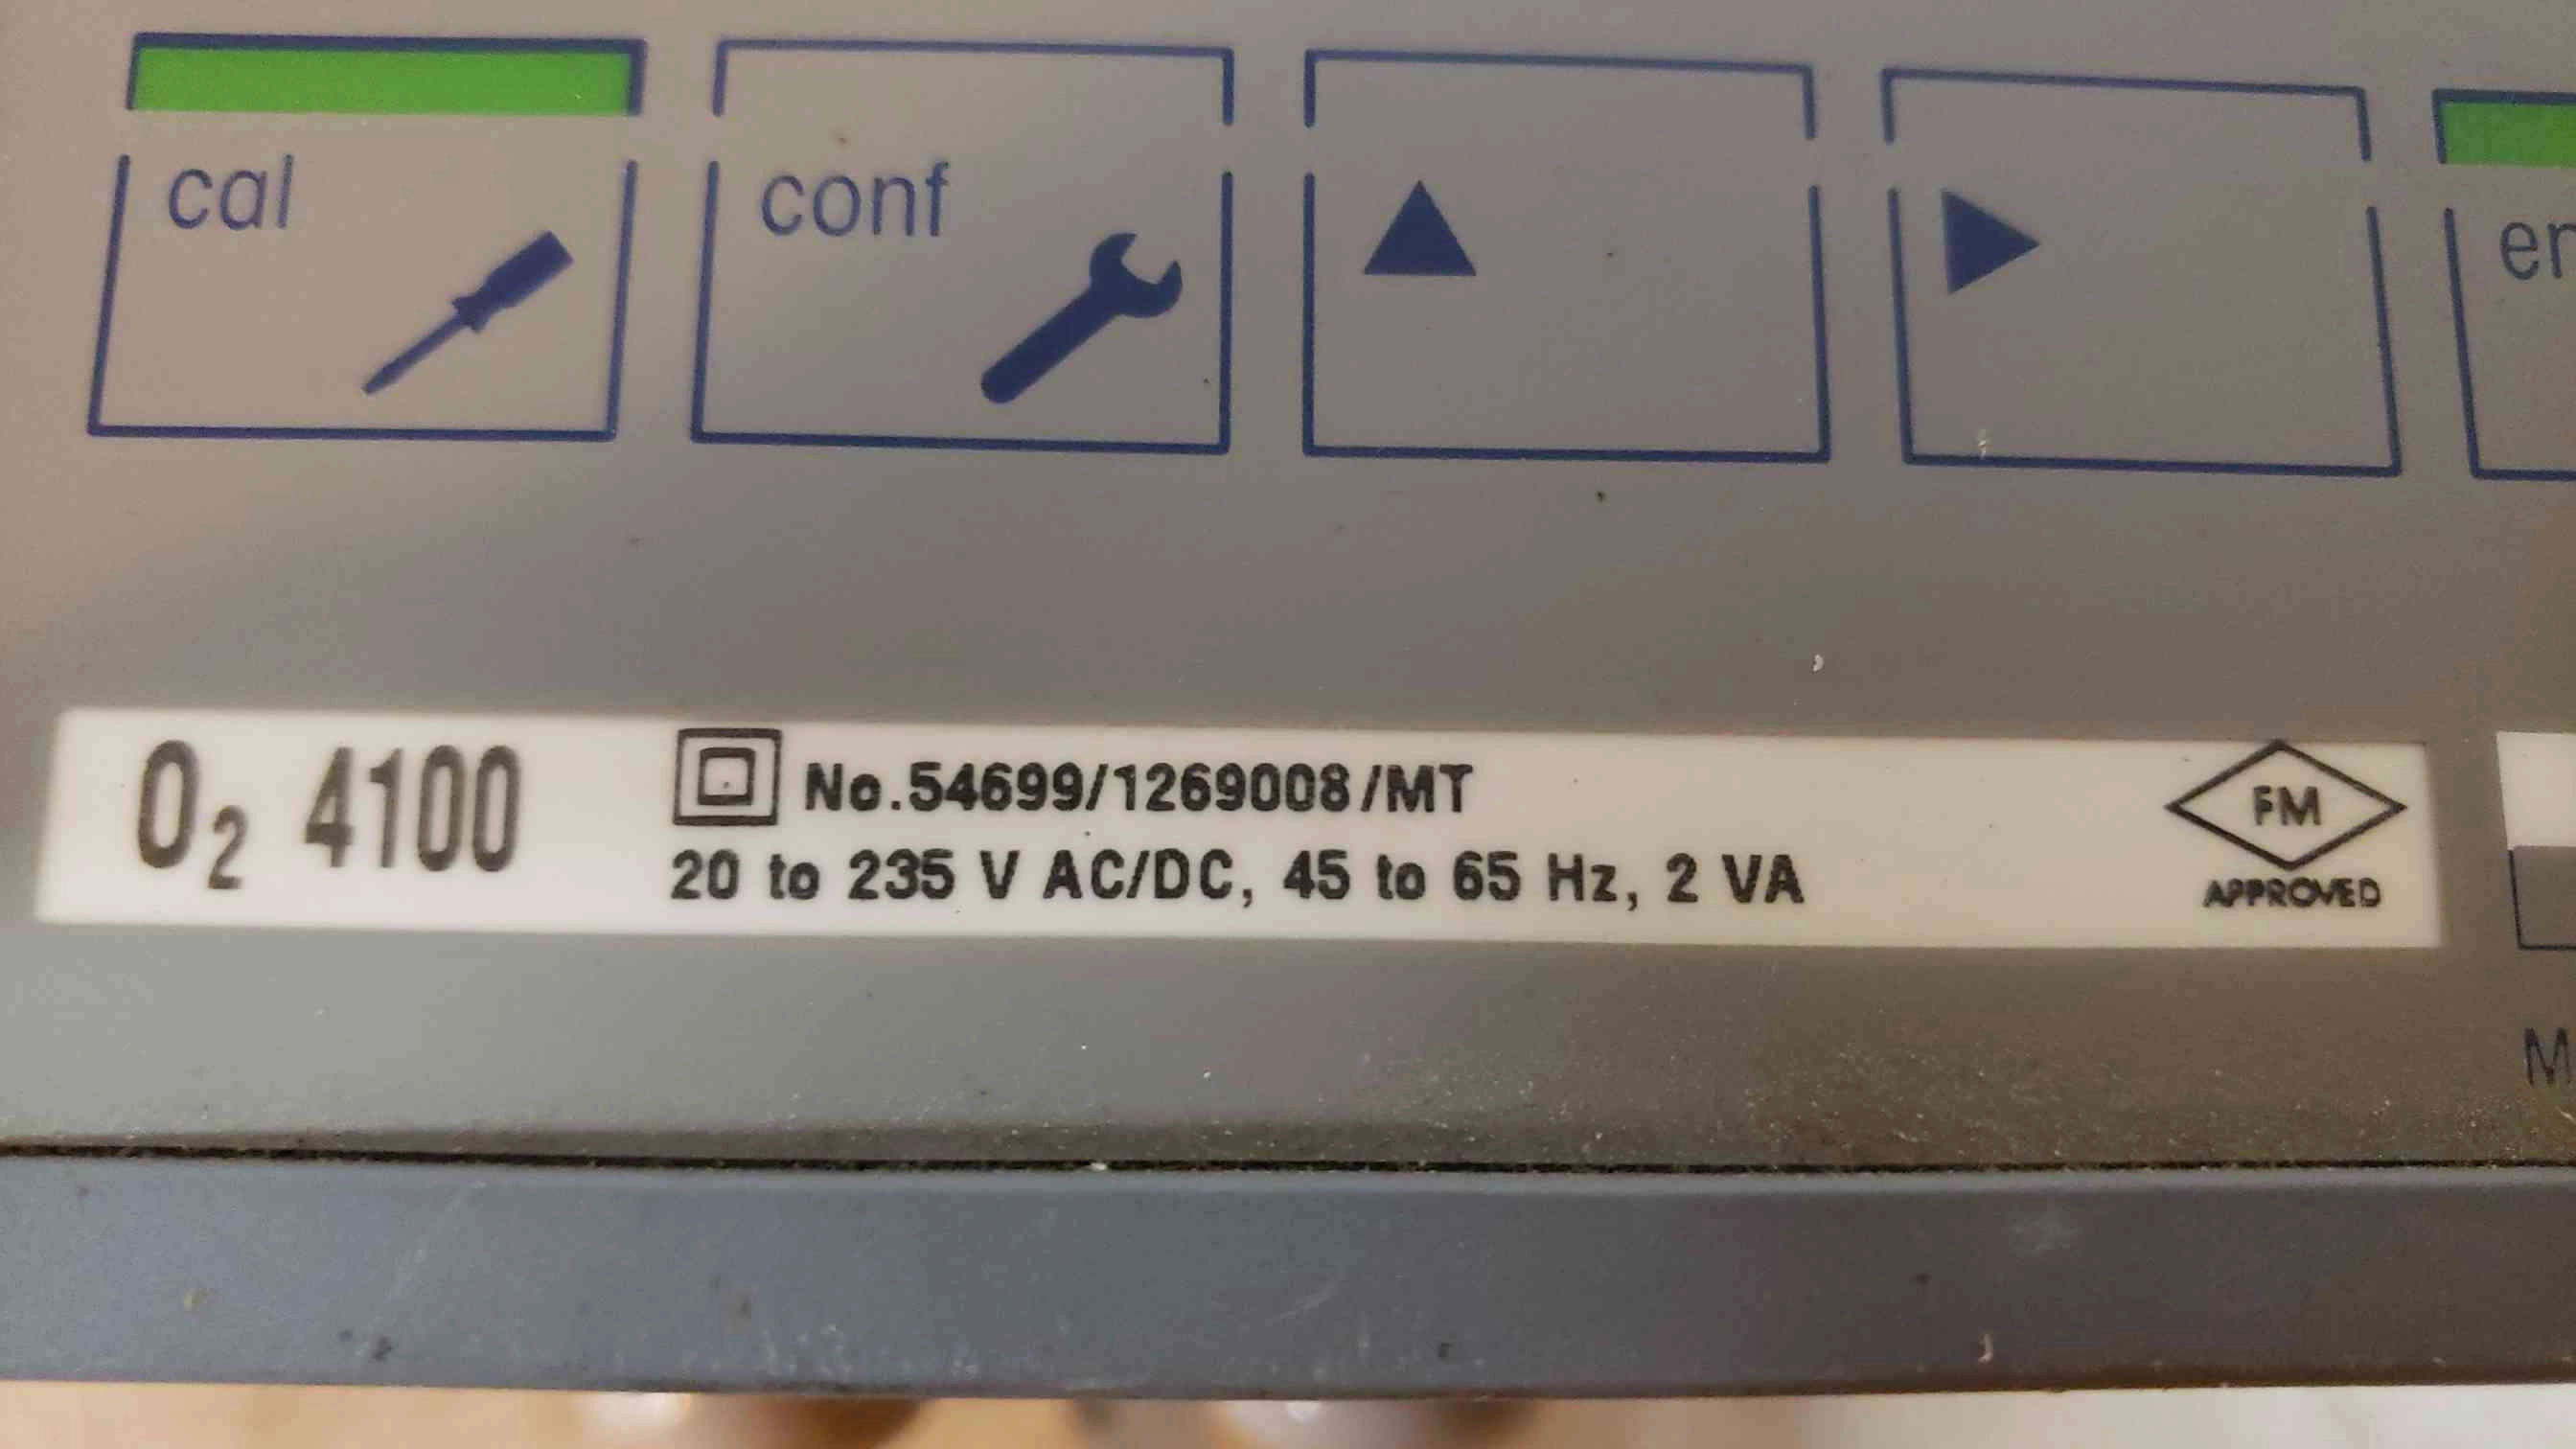 cal
conf
O₂ 4100
No.54699/1269008/MT
20 to 235 V AC/DC, 45 to 65 Hz, 2 VA
FM
APPROVED